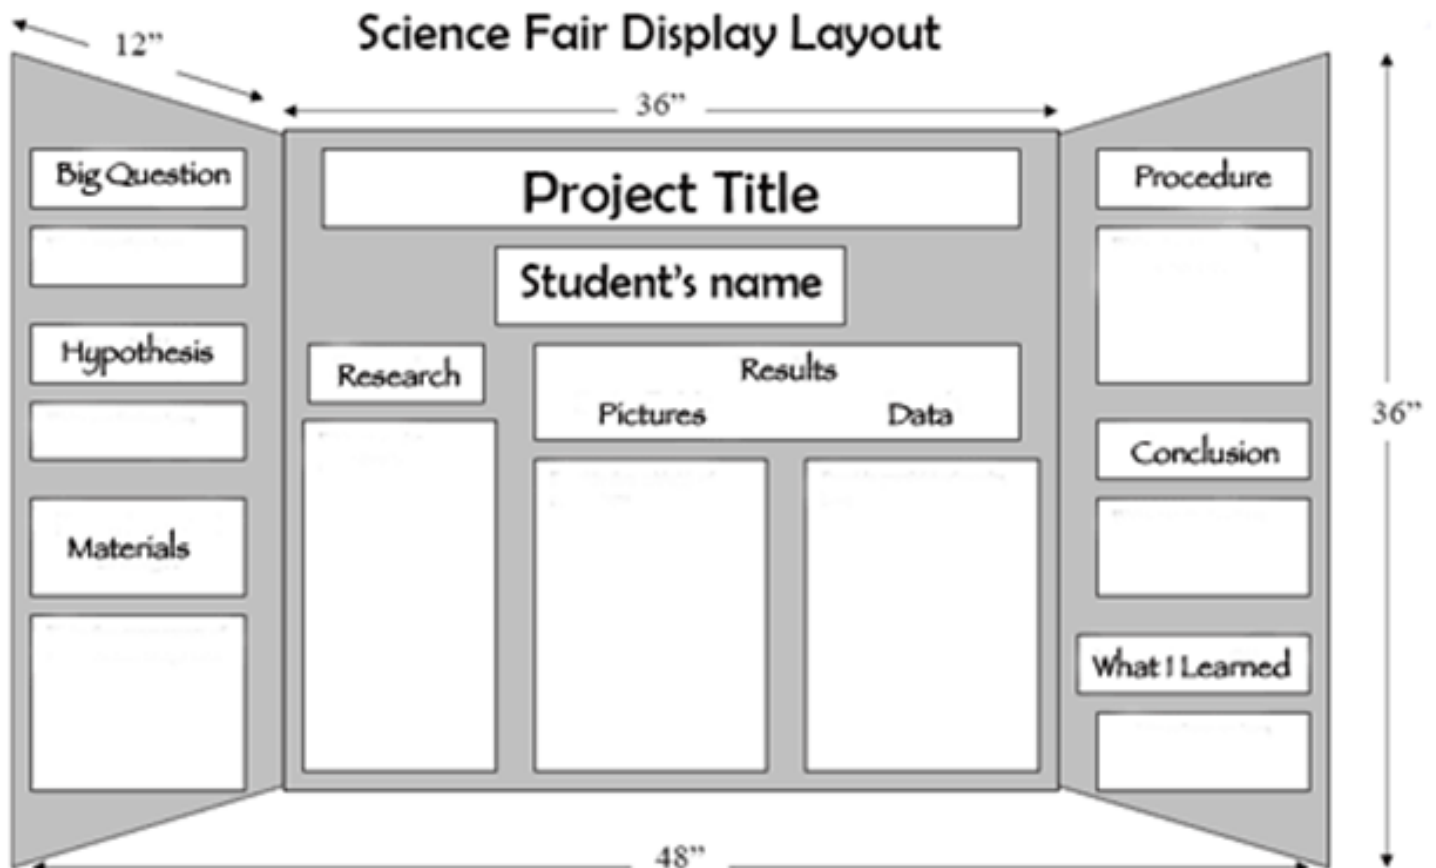 Science Fair Display Layout
12”
36”
Big Question
Hypothesis
Materials
Project Title
Student’s name
Research
Results
Pictures Data
Procedure
Conclusion
What I Learned
36”
48”